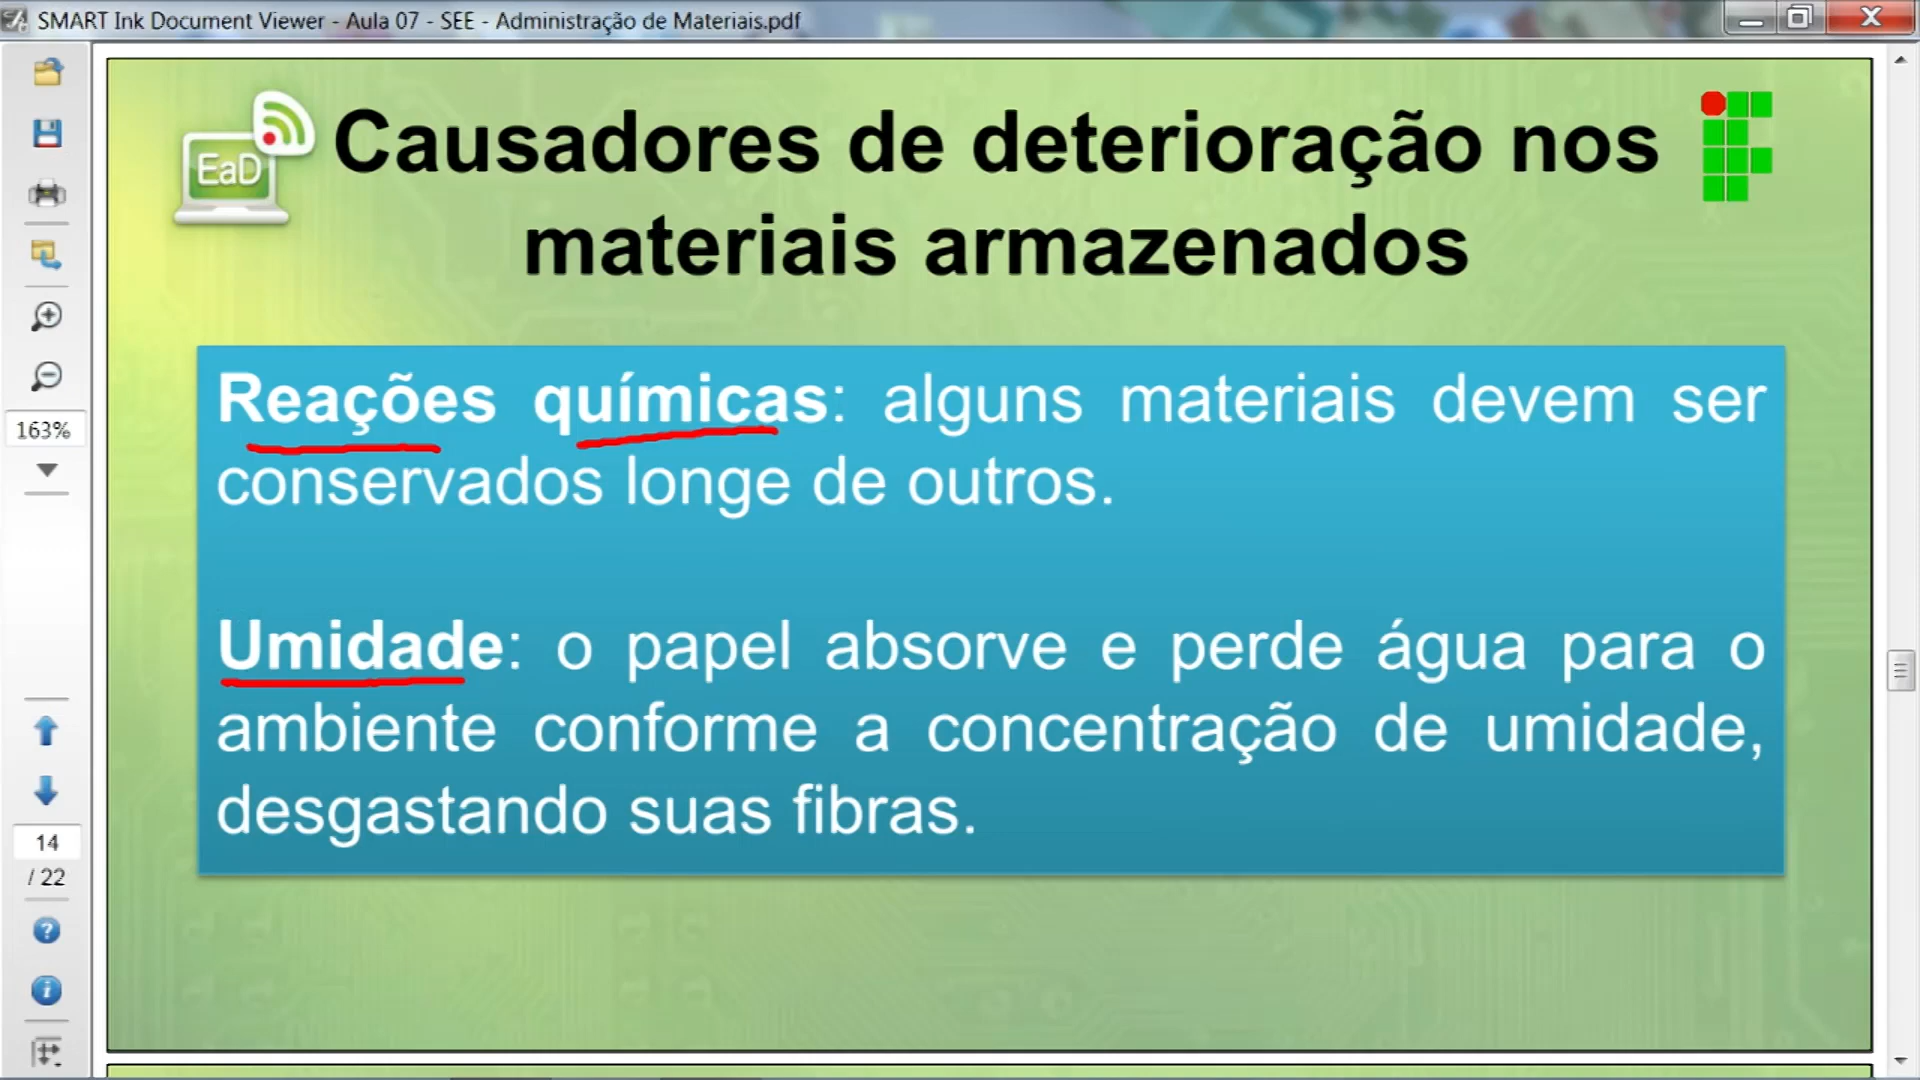 SMART Ink Document Viewer - Aula 07 - SEE - Administração de Materiais.pdf
EaD
Causadores de deterioração nos
materiais armazenados
163%
Reações químicas: alguns materiais devem ser
conservados longe de outros.
Umidade: o papel absorve e perde água para o
ambiente conforme a concentração de umidade,
desgastando suas fibras.
14
/ 22